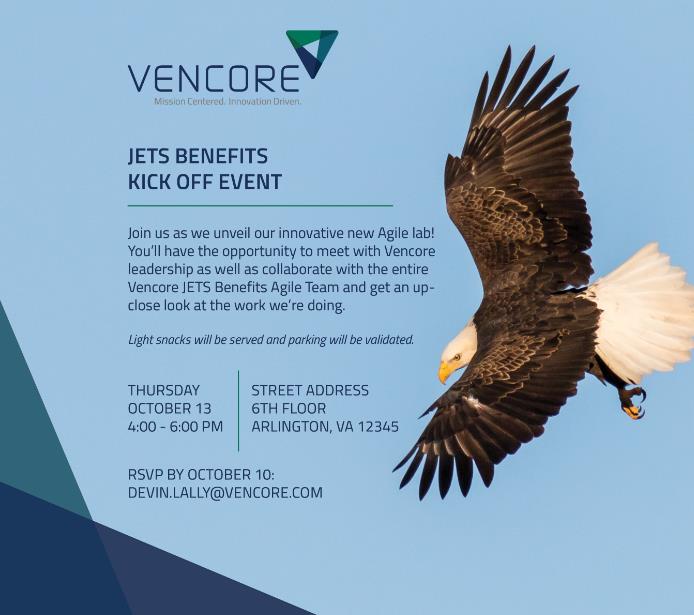 VENCORE
Mission Centered. Innovation Driven.
JETS BENEFITS
KICK OFF EVENT
Join us as we unveil our innovative new Agile lab!
You'll have the opportunity to meet with Vencore
leadership as well as collaborate with the entire
Vencore JETS Benefits Agile Team and get an up-
close look at the work we're doing.
Light snacks will be served and parking will be validated.
THURSDAY
OCTOBER 13
4:00 - 6:00 PM
STREET ADDRESS
6TH FLOOR
ARLINGTON, VA 12345
RSVP BY OCTOBER 10:
DEVIN.LALLY@VENCORE.COM